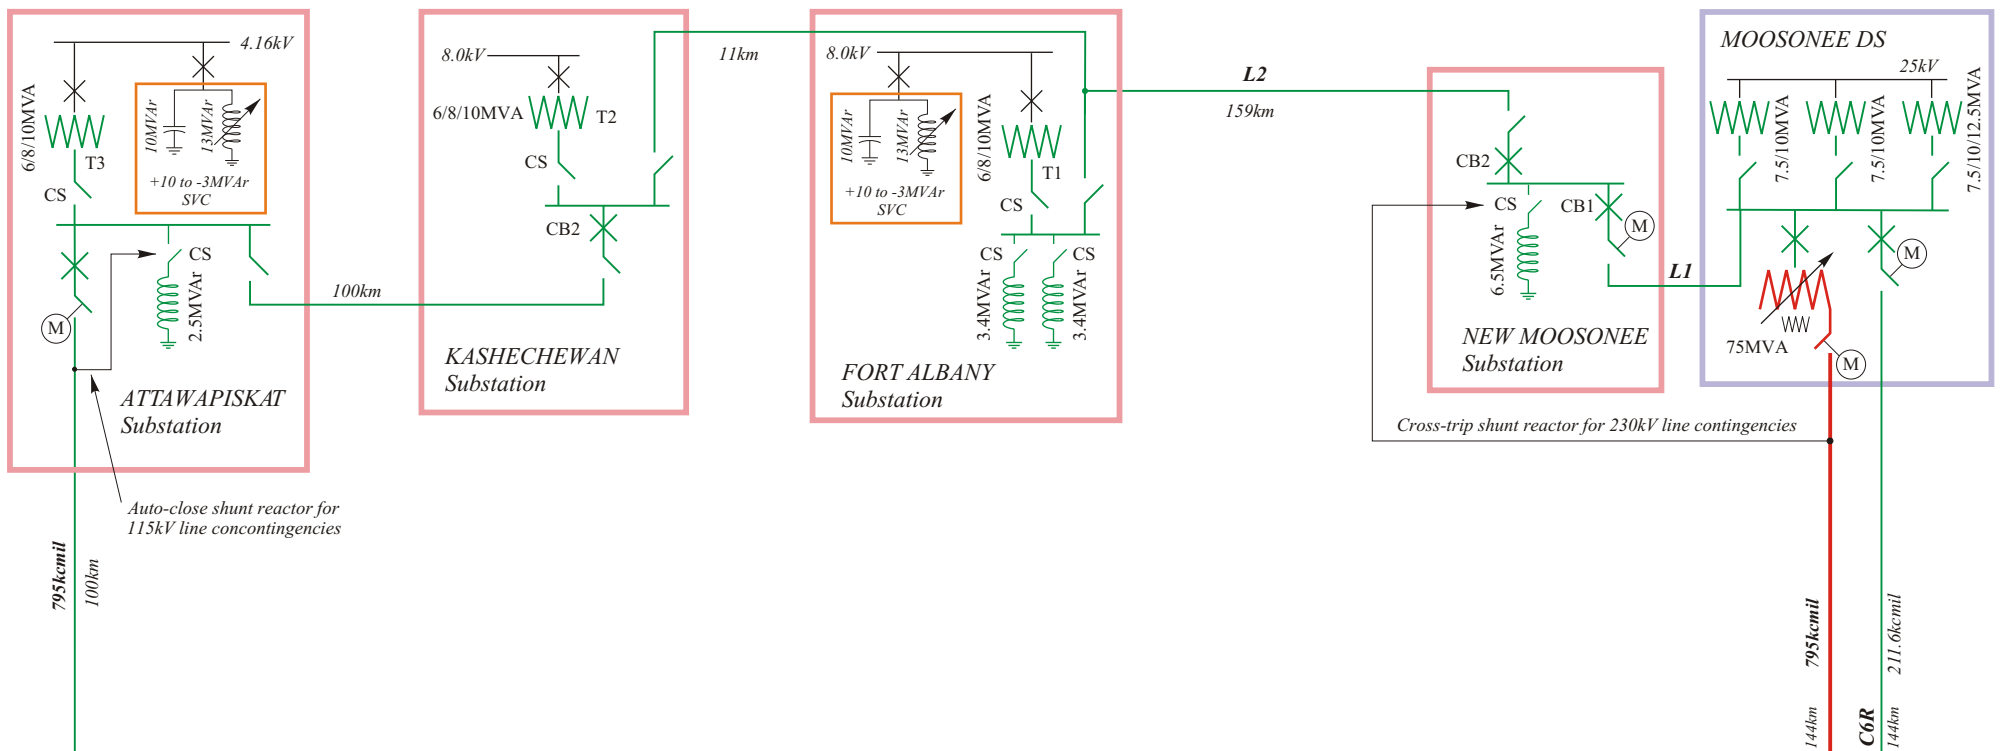 4.16kV
6/8/10MVA
T3
CS
10MVAr
13MVAr
+10 to -3MVAr
SVC
CS
2.5MVAr
M
ATTAWAPISKAT
Substation
Auto-close shunt reactor for
115kV line concontingencies
795kcmil
100km
100km
8.0kV
6/8/10MVA
T2
CS
CB2
KASHECHEWAN
Substation
11km
8.0kV
10MVAr
13MVAr
+10 to -3MVAr
SVC
6/8/10MVA
T1
CS
CS
CS
3.4MVAr
3.4MVAr
FORT ALBANY
Substation
L2
159km
CB2
CS
CB1
M
6.5MVAr
NEW MOOSONEE
Substation
L1
MOOSONEE DS
25kV
7.5/10MVA
7.5/10MVA
7.5/10/12.5MVA
M
75MVA
M
Cross-trip shunt reactor for 230kV line contingencies
795kcmil
144km
211.6kcmil
C6R
144km